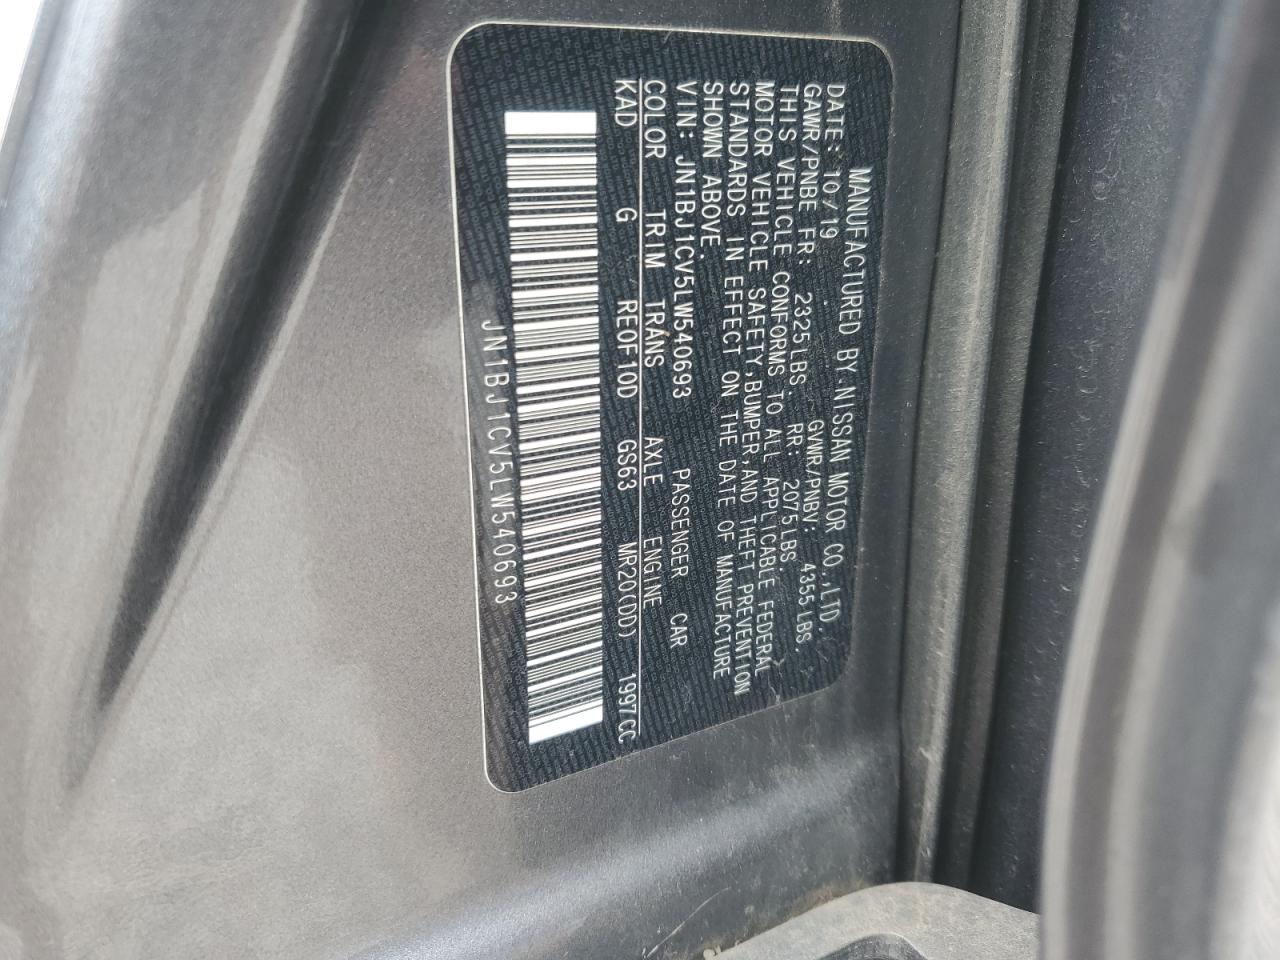 MANUFACTURED BY NISSAN MOTOR CO.,LTD.
DATE: 10/19 GVWR/PNBV: 4355LBS.
GAWR/PNBE FR: 2325LBS. RR: 2075LBS
THIS VEHICLE CONFORMS TO ALL APPLICABLE FEDERAL
MOTOR VEHICLE SAFETY,BUMPER,AND THEFT PREVENTION
STANDARDS IN EFFECT ON THE DATE OF MANUFACTURE
SHOWN ABOVE.
VIN: JN1BJ1CV5LW540693 PASSENGER CAR
COLOR TRIM TRANS AXLE ENGINE
KAD G RE0F10D GS63 MR20(DD) 1997CC
JN1BJ1CV5LW540693